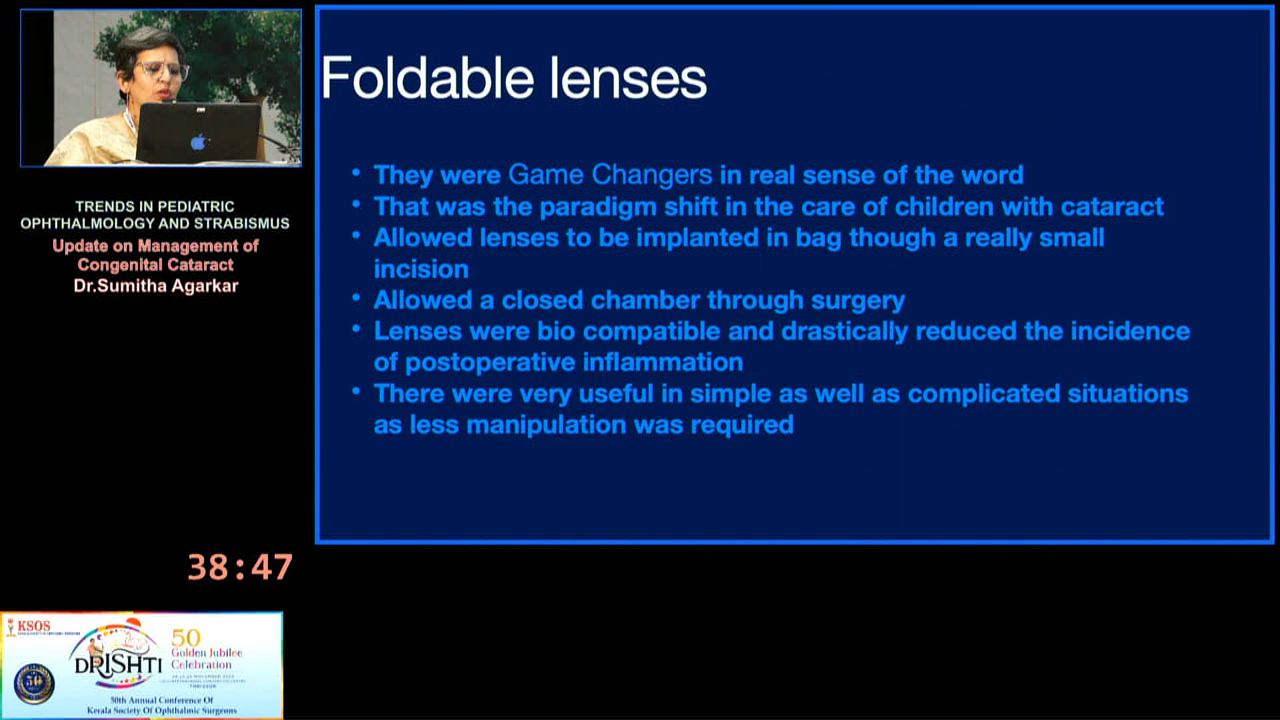 Foldable lenses
• They were Game Changers in real sense of the word
• That was the paradigm shift in the care of children with cataract
• Allowed lenses to be implanted in bag though a really small
incision
• Allowed a closed chamber through surgery
• Lenses were bio compatible and drastically reduced the incidence
of postoperative inflammation
• There were very useful in simple as well as complicated situations
as less manipulation was required
TRENDS IN PEDIATRIC
OPHTHALMOLOGY AND STRABISMUS
Update on Management of
Congenital Cataract
Dr.Sumitha Agarkar
38:47
KSOS
DRISHTI
50
Golden Jubilee
Celebration
50th Annual Conference Of
Kerala Society Of Ophthalmic Surgeons